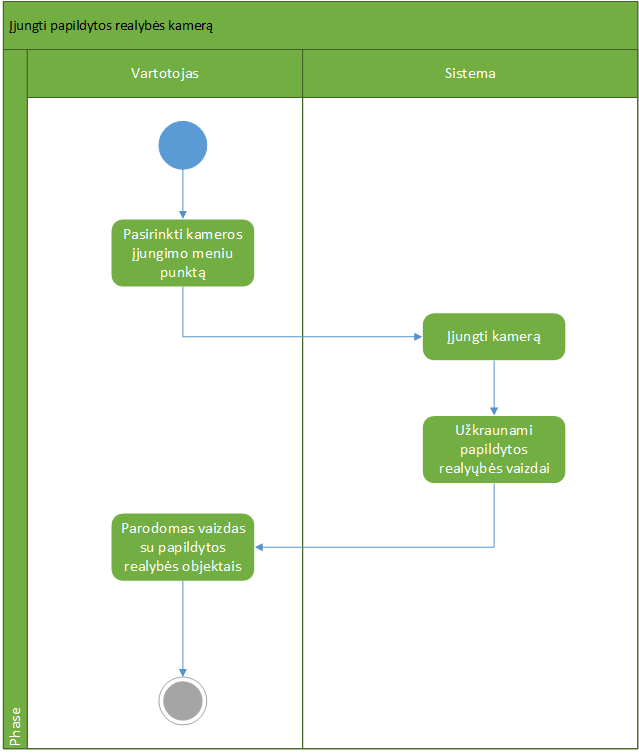 Įjungti papildytos realybės kamerą
Vartotojas
Sistema
Pasirinkti kameros
įjungimo meniu
punktą
Įjungti kamerą
Užkraunami
papildytos
realyųbės vaizdai
Parodomas vaizdas
su papildytos
realybės objektais
Phase